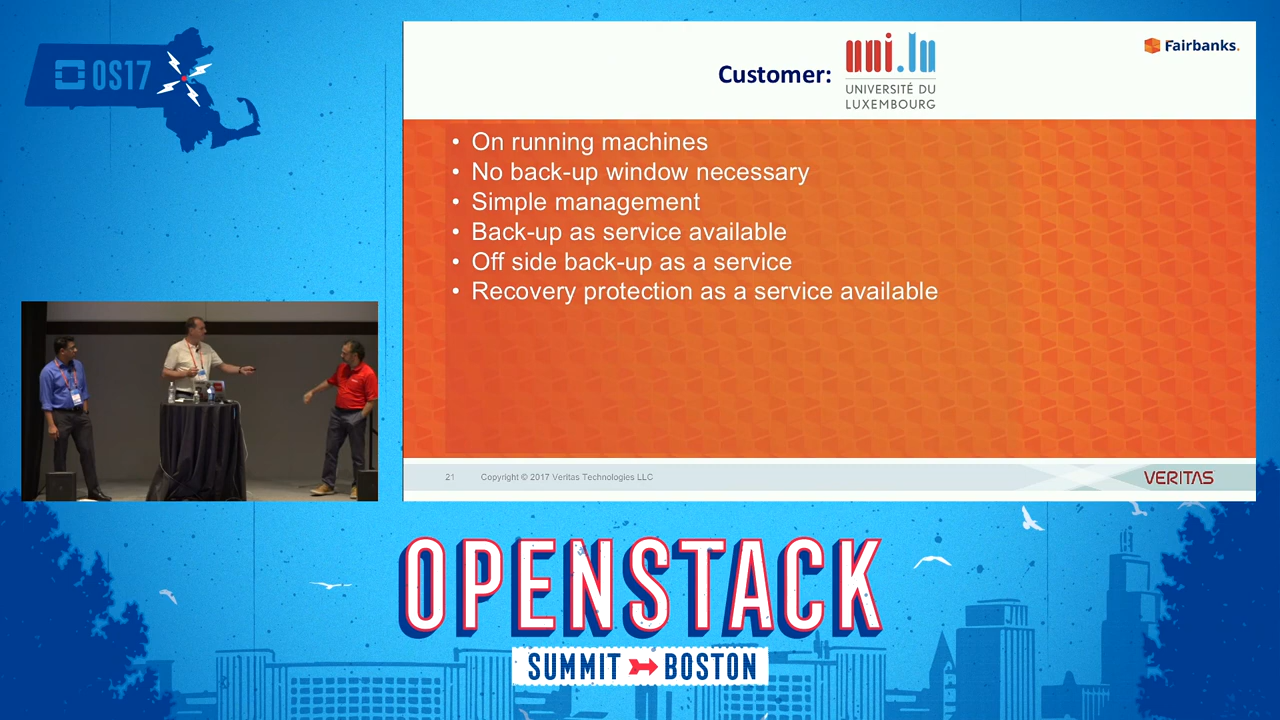 OS17
Customer:
uni.lu
UNIVERSITÉ DU
LUXEMBOURG
Fairbanks.
• On running machines
• No back-up window necessary
• Simple management
• Back-up as service available
• Off side back-up as a service
• Recovery protection as a service available
21 Copyright © 2017 Veritas Technologies LLC
VERITAS
OPENSTACK
SUMMIT BOSTON